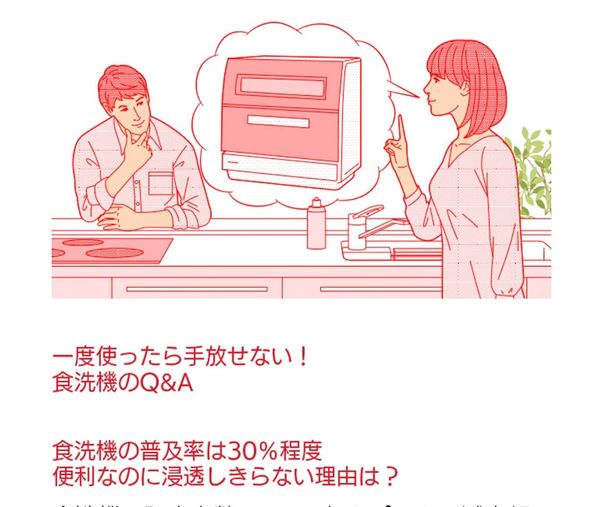 一度使ったら手放せない！
食洗機のQ&A
食洗機の普及率は30％程度
便利なのに浸透しきらない理由は？